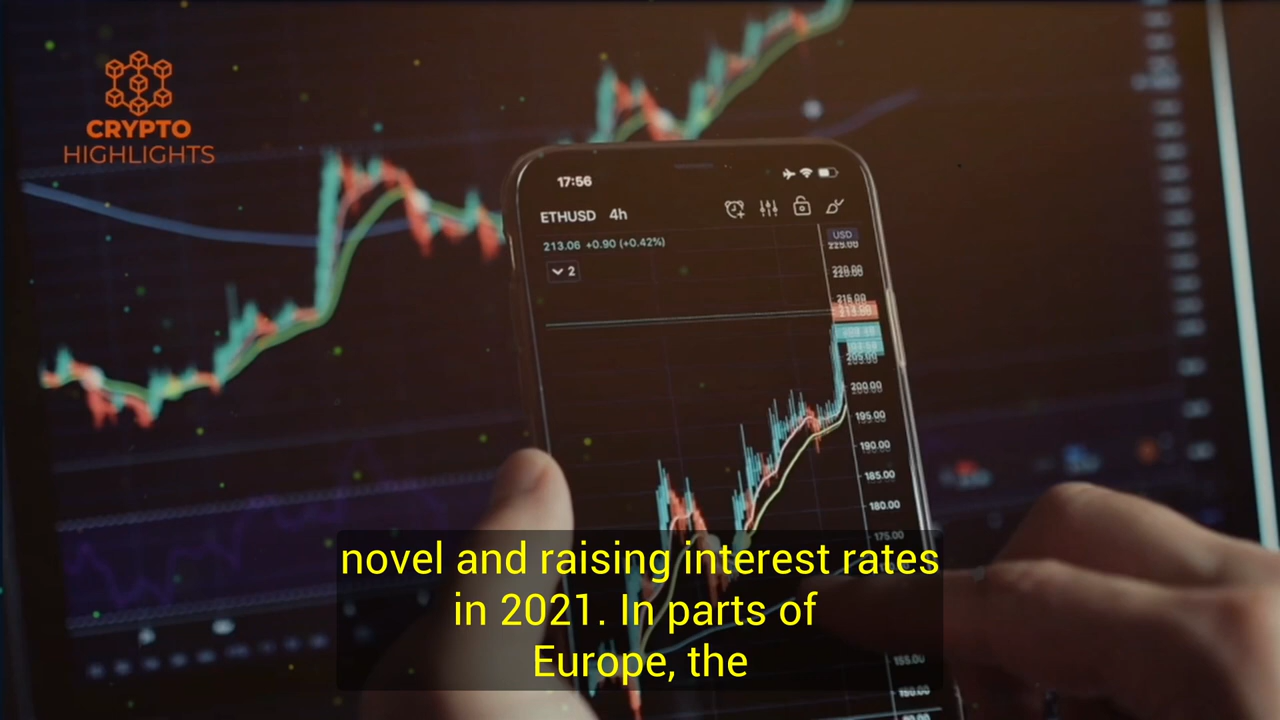 CRYPTO
HIGHLIGHTS
17:56
ETHUSD 4h
213.06 +0.90 (+0.42%)
2
USD
225.00
200.00
195.00
190.00
185.00
180.00
175.00
155.00
novel and raising interest rates
in 2021. In parts of
Europe, the